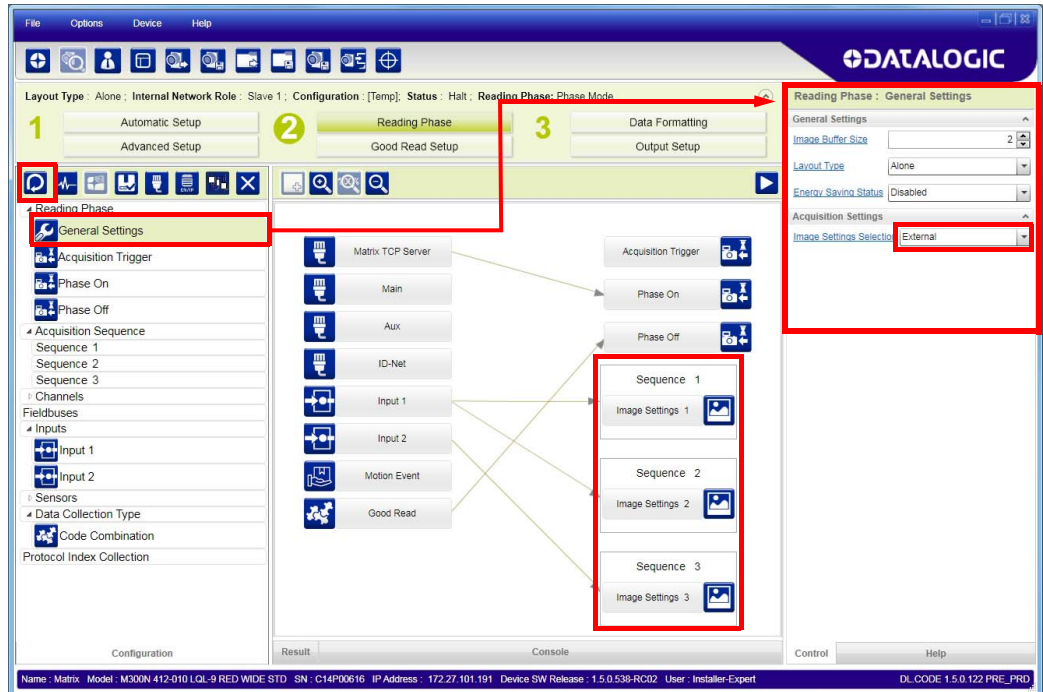 File Options Device Help
DATALOGIC
Layout Type : Alone ; Internal Network Role : Slave 1 ; Configuration : [Temp]; Status : Halt ; Reading Phase: Phase Mode
1 Automatic Setup
Advanced Setup
2 Reading Phase
Good Read Setup
3 Data Formatting
Output Setup
Reading Phase
General Settings
Acquisition Trigger
Phase On
Phase Off
Acquisition Sequence
Sequence 1
Sequence 2
Sequence 3
Channels
Fieldbuses
Inputs
Input 1
Input 2
Sensors
Data Collection Type
Code Combination
Protocol Index Collection
Configuration
Matrix TCP Server
Main
Aux
ID-Net
Input 1
Input 2
Motion Event
Good Read
Acquisition Trigger
Phase On
Phase Off
Sequence 1
Image Settings 1
Sequence 2
Image Settings 2
Sequence 3
Image Settings 3
Result Console
Reading Phase : General Settings
General Settings
Image Buffer Size 2
Layout Type Alone
Energy Saving Status Disabled
Acquisition Settings
Image Settings Selection External
Control Help
Name : Matrix Model : M300N 412-010 LQL-9 RED WIDE STD SN : C14P00616 IP Address : 172.27.101.191 Device SW Release : 1.5.0.538-RC02 User : Installer-Expert DL.CODE 1.5.0.122 PRE_PRD